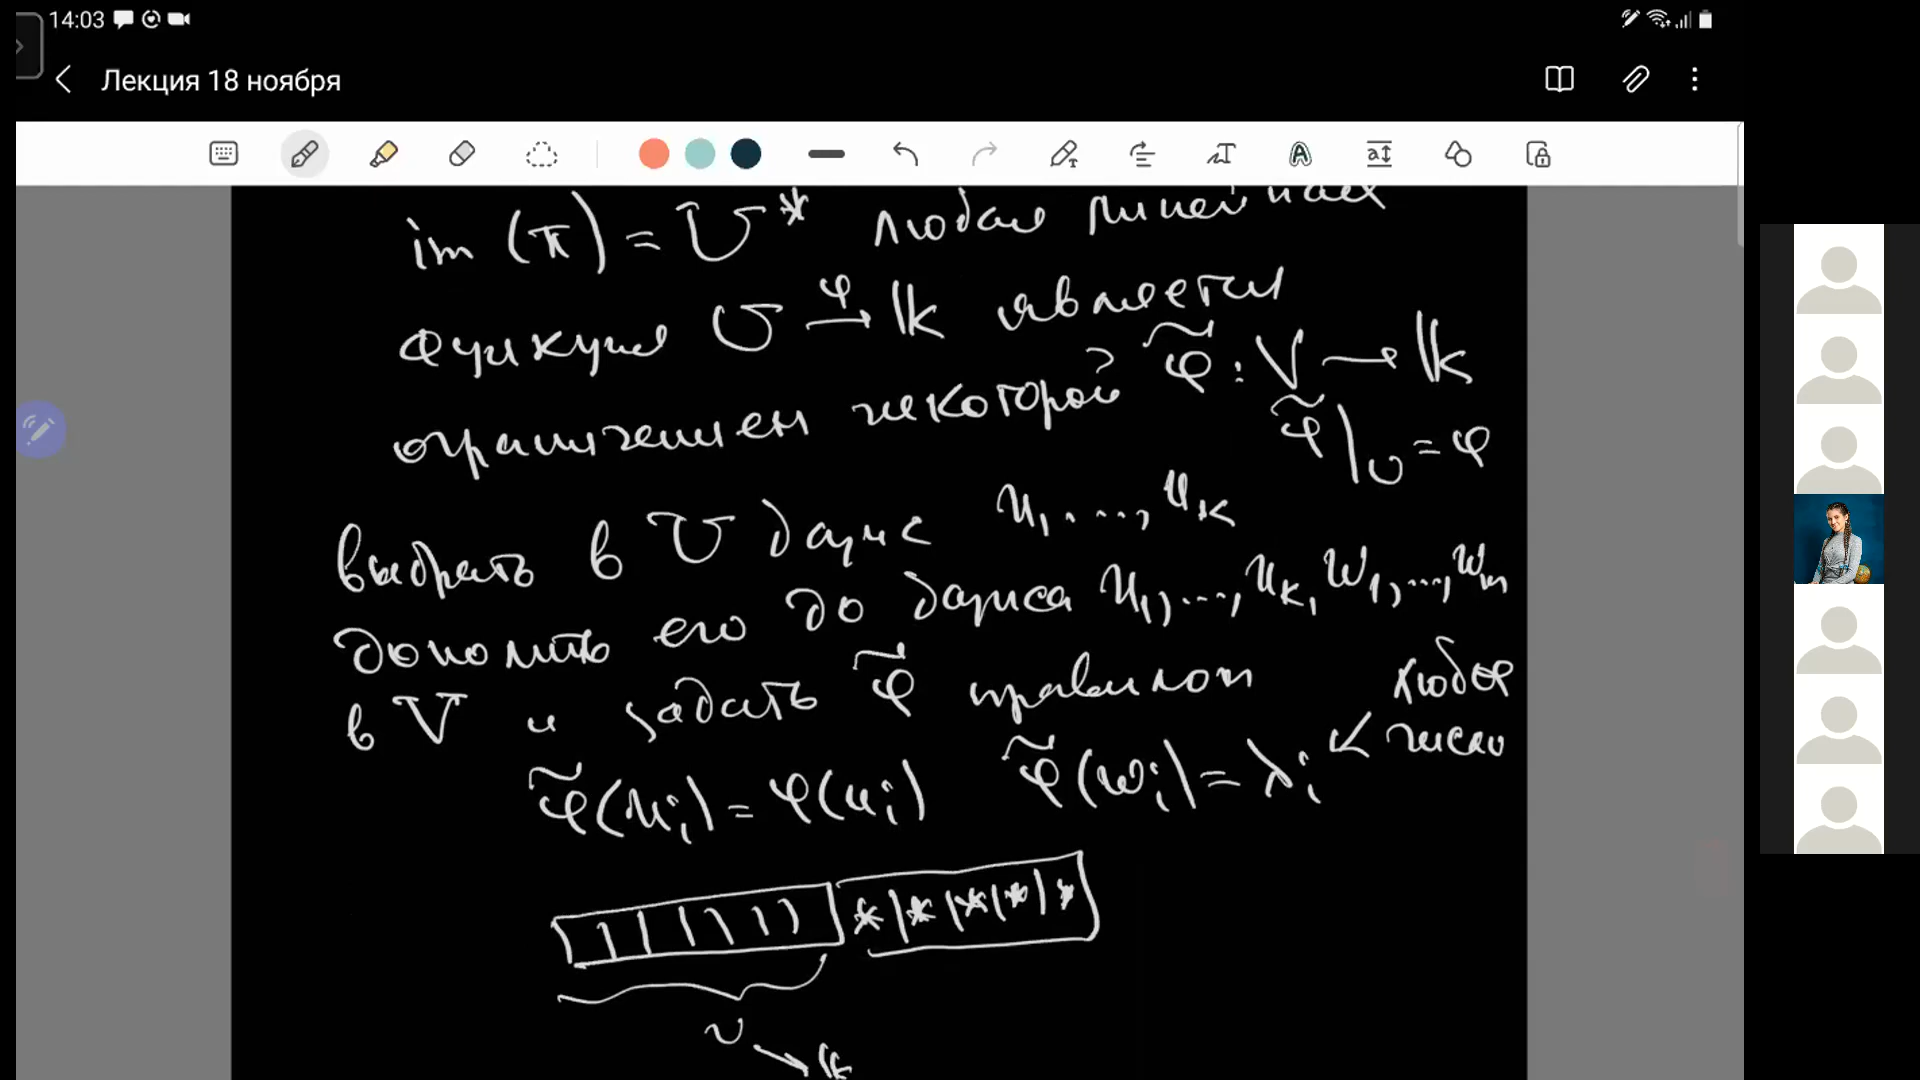 14:03
Лекция 18 ноября
im (π) = U* любая линейная
функция U →φ 𝕜 является
ограничением некоторой φ̃ : V → 𝕜
φ̃|U = φ
выбрать в U базис u₁, ..., uₖ
дополнить его до базиса u₁, ..., uₖ, w₁, ..., wₘ
в V и задать φ̃ правилом
φ̃(uᵢ) = φ(uᵢ) φ̃(wᵢ) = λᵢ ← любое число
* | * | * | * | *
U → 𝕜